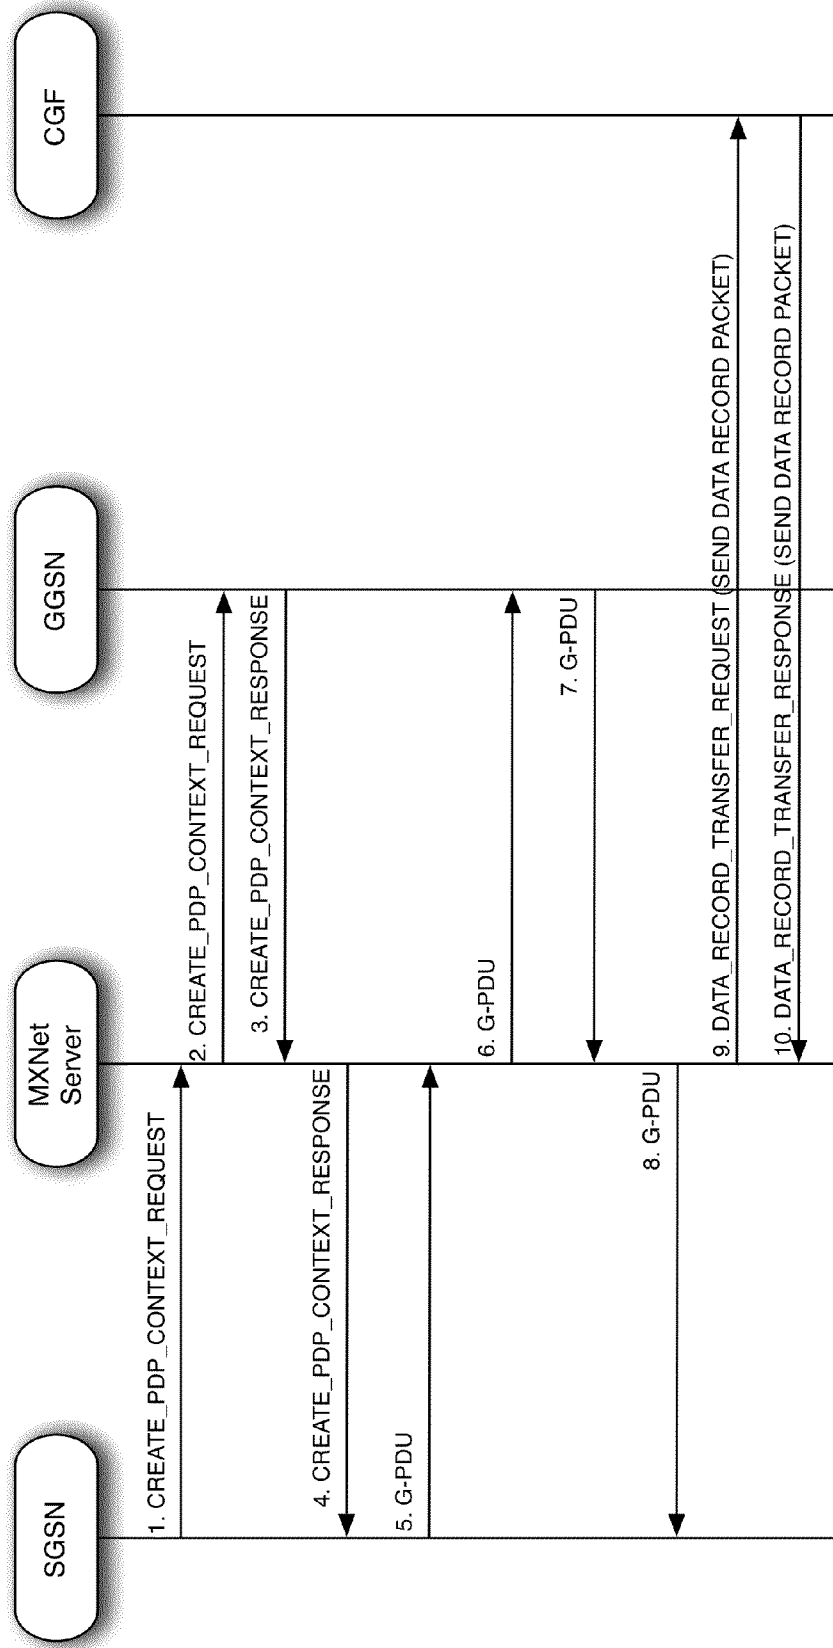 SGSN
MXNet
Server
GGSN
CGF
1. CREATE_PDP_CONTEXT_REQUEST
2. CREATE_PDP_CONTEXT_REQUEST
3. CREATE_PDP_CONTEXT_RESPONSE
4. CREATE_PDP_CONTEXT_RESPONSE
5. G-PDU
6. G-PDU
7. G-PDU
8. G-PDU
9. DATA_RECORD_TRANSFER_REQUEST (SEND DATA RECORD PACKET)
10. DATA_RECORD_TRANSFER_RESPONSE (SEND DATA RECORD PACKET)